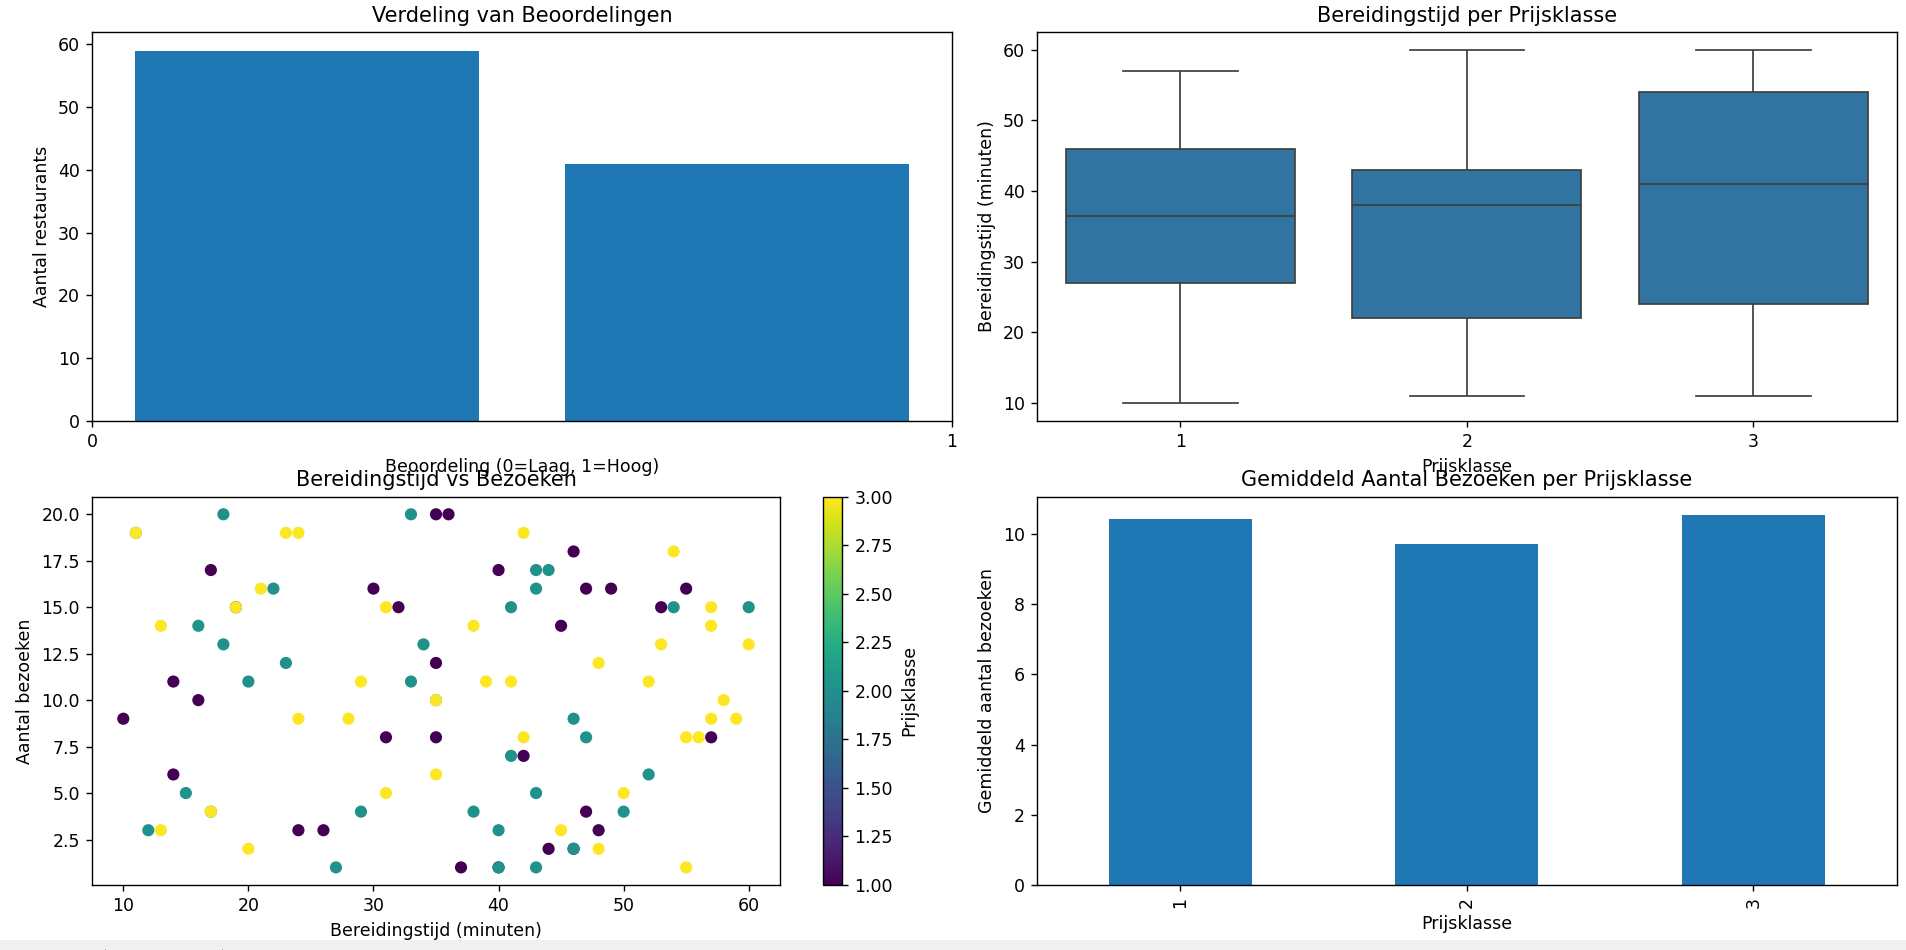 Verdeling van Beoordelingen
60
50
40
30
20
10
0
Aantal restaurants
0 1
Beoordeling (0=Laag, 1=Hoog)
Bereidingstijd per Prijsklasse
60
50
40
30
20
10
Bereidingstijd (minuten)
1 2 3
Prijsklasse
Bereidingstijd vs Bezoeken
20.0
17.5
15.0
12.5
10.0
7.5
5.0
2.5
Aantal bezoeken
10 20 30 40 50 60
Bereidingstijd (minuten)
3.00
2.75
2.50
2.25
2.00
1.75
1.50
1.25
1.00
Prijsklasse
Gemiddeld Aantal Bezoeken per Prijsklasse
10
8
6
4
2
0
Gemiddeld aantal bezoeken
1 2 3
Prijsklasse